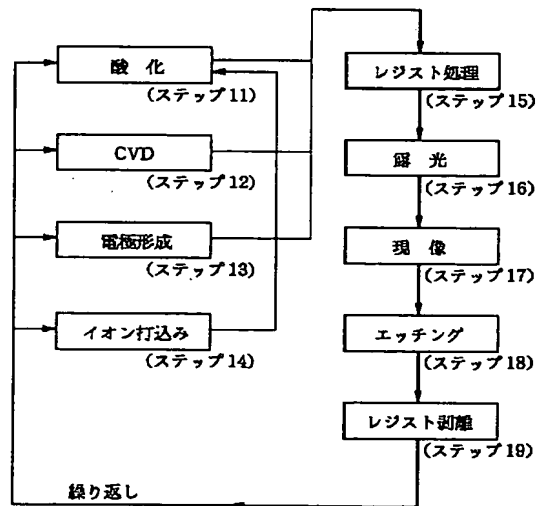 酸化
(ステップ11)
CVD
(ステップ12)
電極形成
(ステップ13)
イオン打込み
(ステップ14)
レジスト処理
(ステップ15)
露光
(ステップ16)
現像
(ステップ17)
エッチング
(ステップ18)
レジスト剥離
(ステップ19)
繰り返し